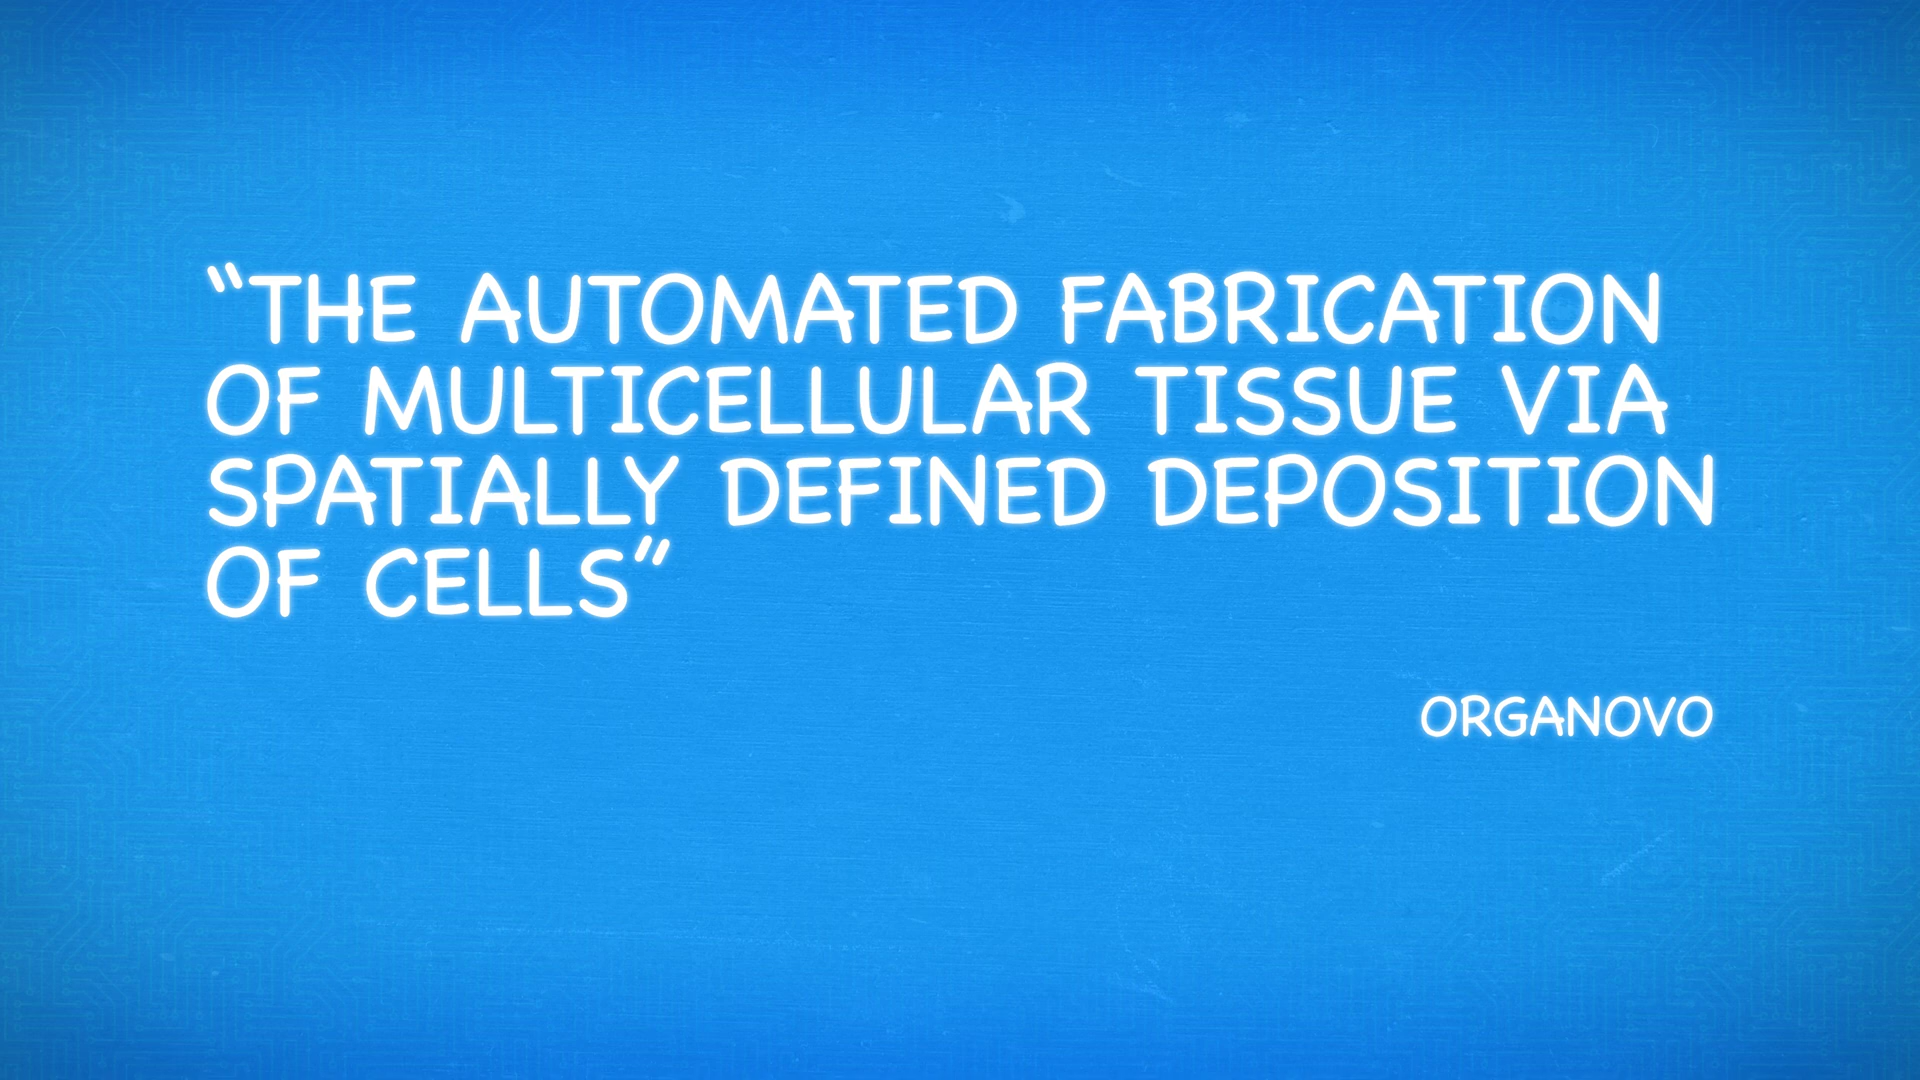 “THE AUTOMATED FABRICATION
OF MULTICELLULAR TISSUE VIA
SPATIALLY DEFINED DEPOSITION
OF CELLS”
ORGANOVO